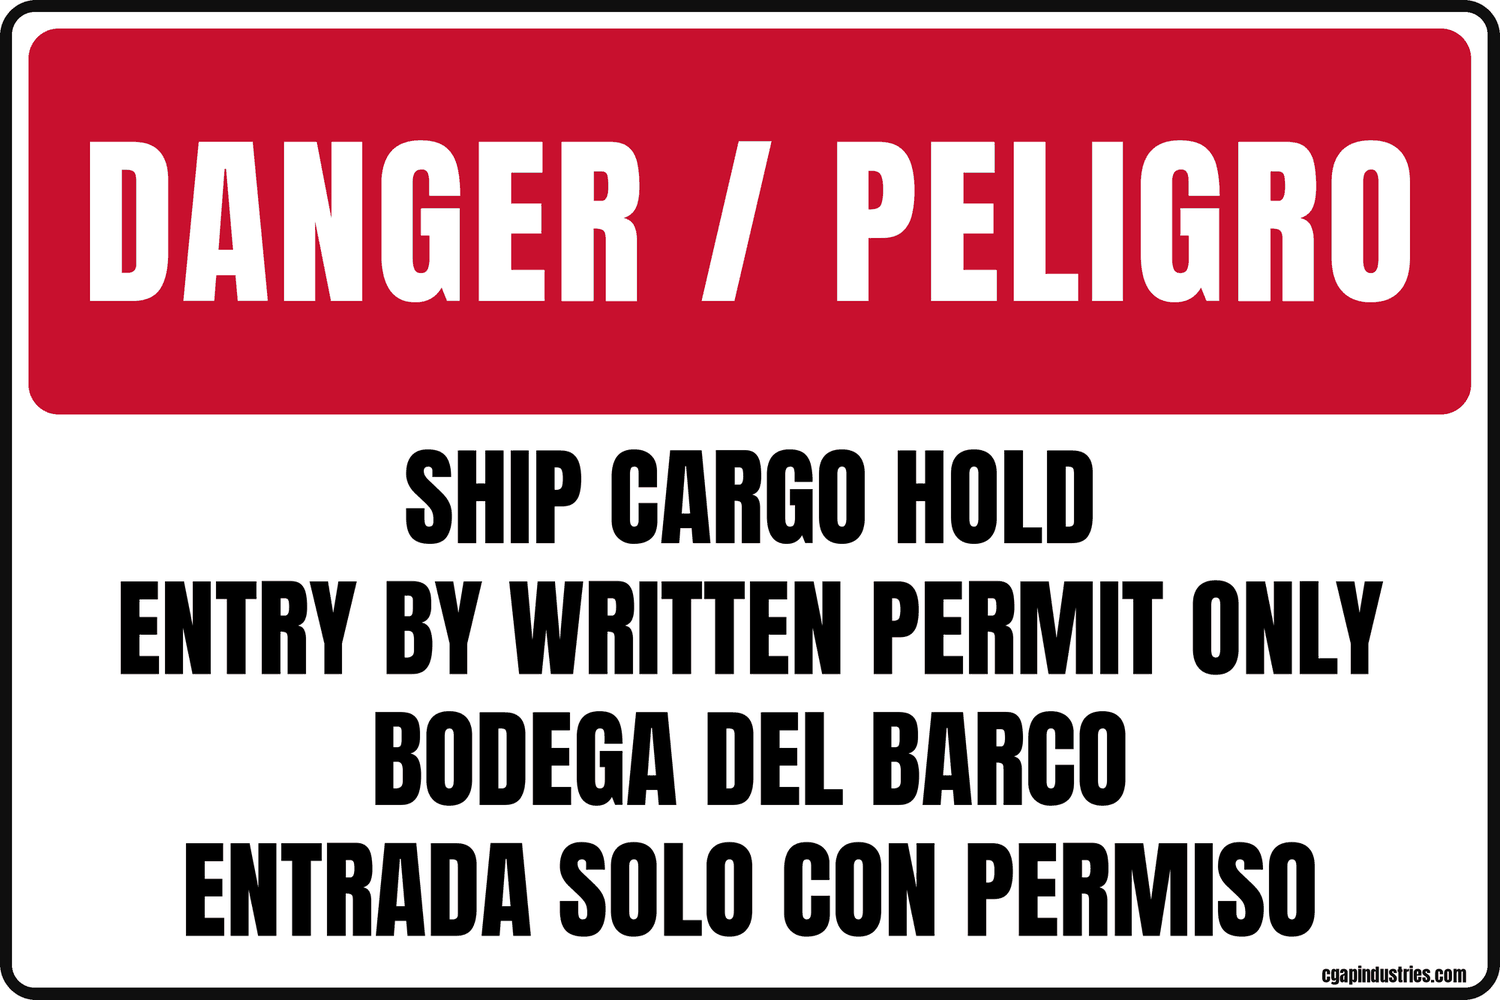 DANGER / PELIGRO
SHIP CARGO HOLD
ENTRY BY WRITTEN PERMIT ONLY
BODEGA DEL BARCO
ENTRADA SOLO CON PERMISO
cgapindustries.com